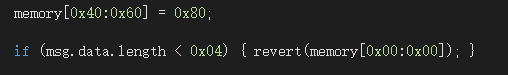 memory[0x40:0x60] = 0x80;
if (msg.data.length < 0x04) { revert(memory[0x00:0x00]); }